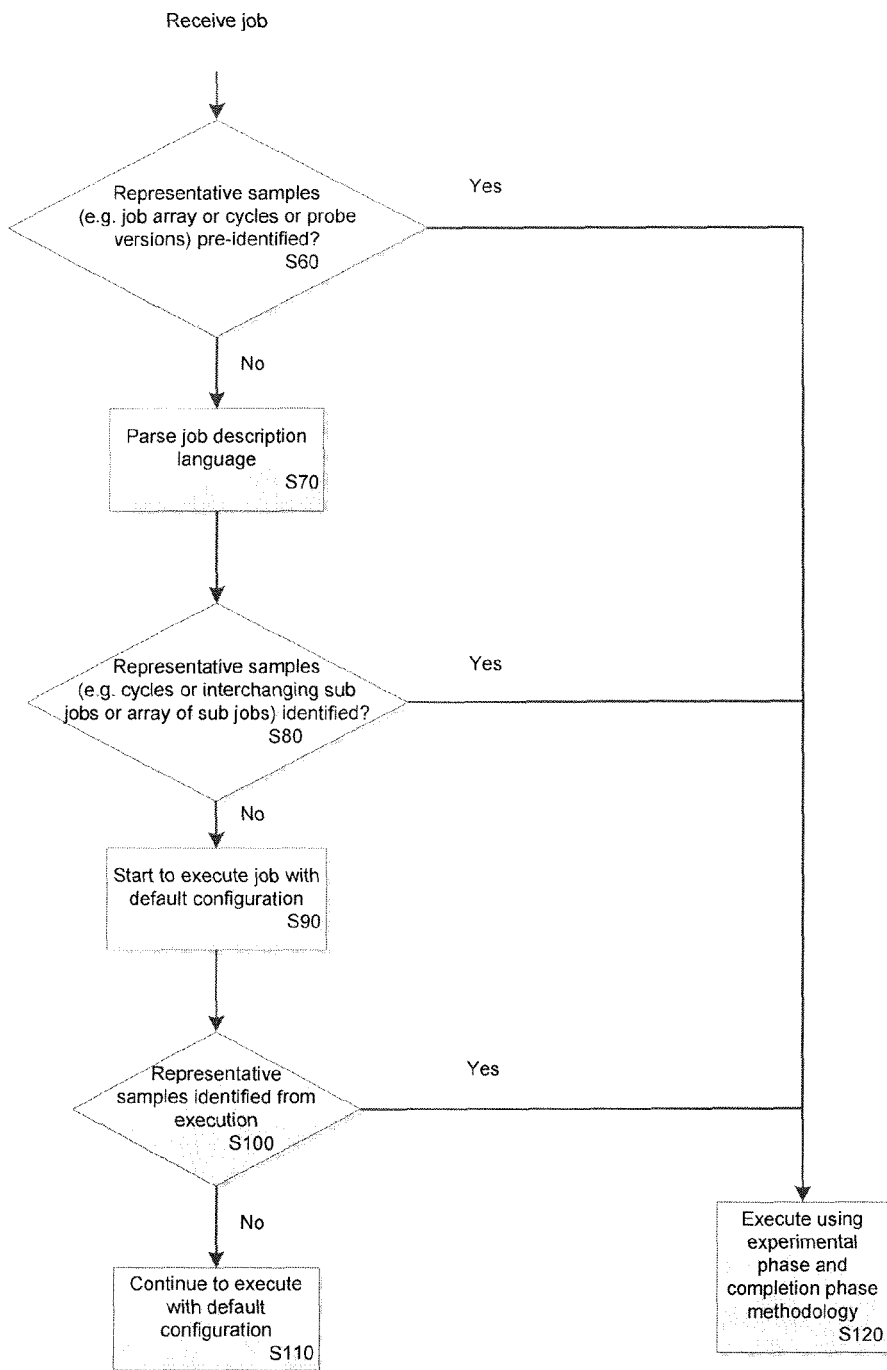 Receive job
Representative samples
(e.g. job array or cycles or probe
versions) pre-identified?
S60
Yes
No
Parse job description
language
S70
Representative samples
(e.g. cycles or interchanging sub
jobs or array of sub jobs) identified?
S80
Yes
No
Start to execute job with
default configuration
S90
Representative
samples identified from
execution
S100
Yes
No
Continue to execute
with default
configuration
S110
Execute using
experimental
phase and
completion phase
methodology
S120